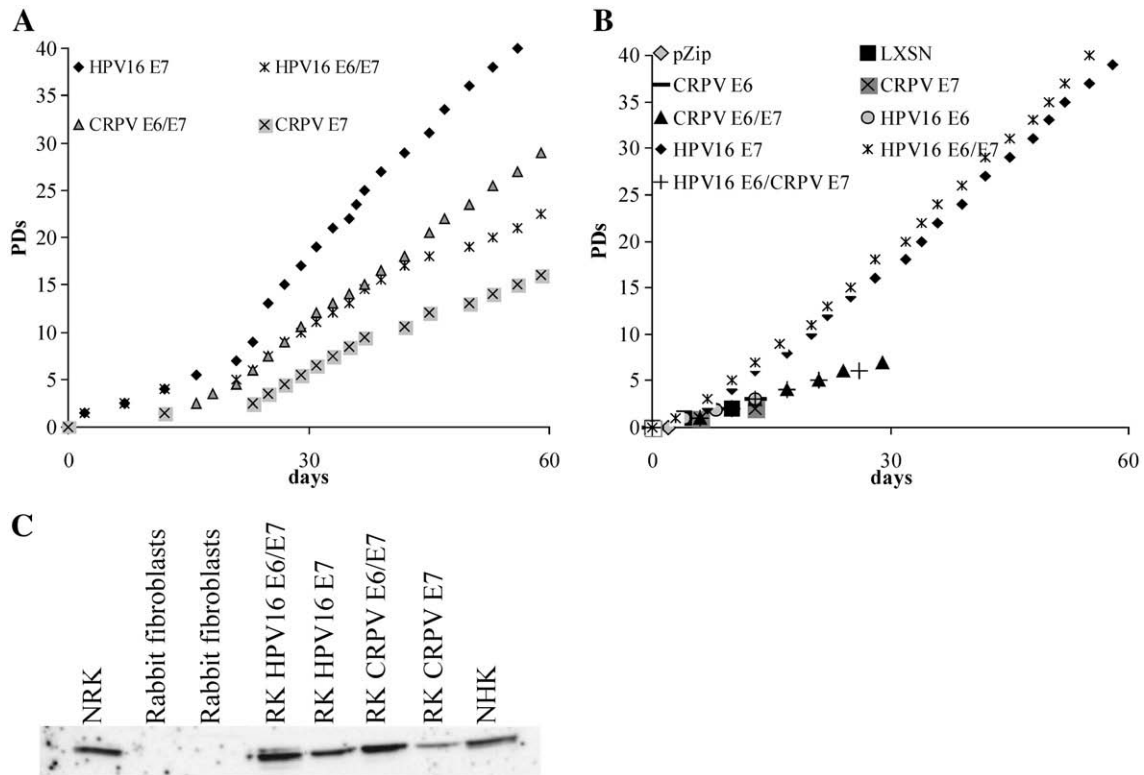 A
40
35
30
25
20
15
10
5
0
PDs
HPV16 E7
HPV16 E6/E7
CRPV E6/E7
CRPV E7
0
30
60
days
B
40
35
30
25
20
15
10
5
0
PDs
pZip
LXSN
CRPV E6
CRPV E7
CRPV E6/E7
HPV16 E6
HPV16 E7
HPV16 E6/E7
HPV16 E6/CRPV E7
0
30
60
days
C
NRK
Rabbit fibroblasts
Rabbit fibroblasts
RK HPV16 E6/E7
RK HPV16 E7
RK CRPV E6/E7
RK CRPV E7
NHK